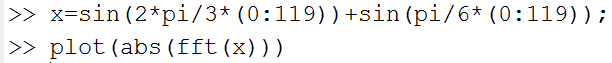 >> x=sin(2*pi/3*(0:119))+sin(pi/6*(0:119));
>> plot(abs(fft(x)))